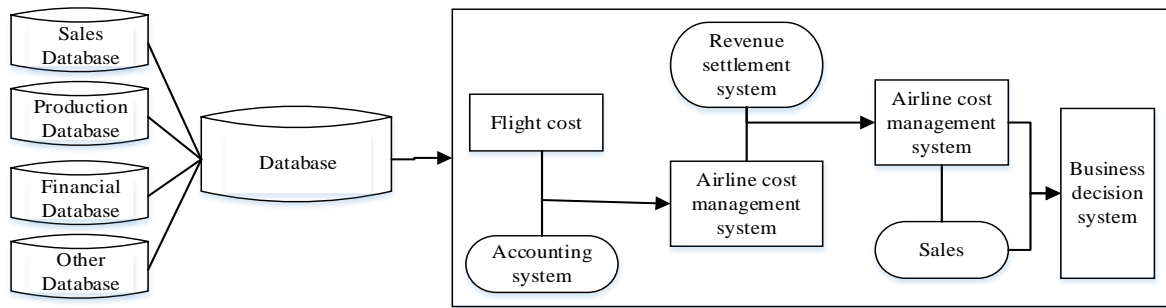 Sales
Database
Production
Database
Financial
Database
Other
Database
Database
Flight cost
Accounting
system
Revenue
settlement
system
Airline cost
management
system
Airline cost
management
system
Sales
Business
decision
system